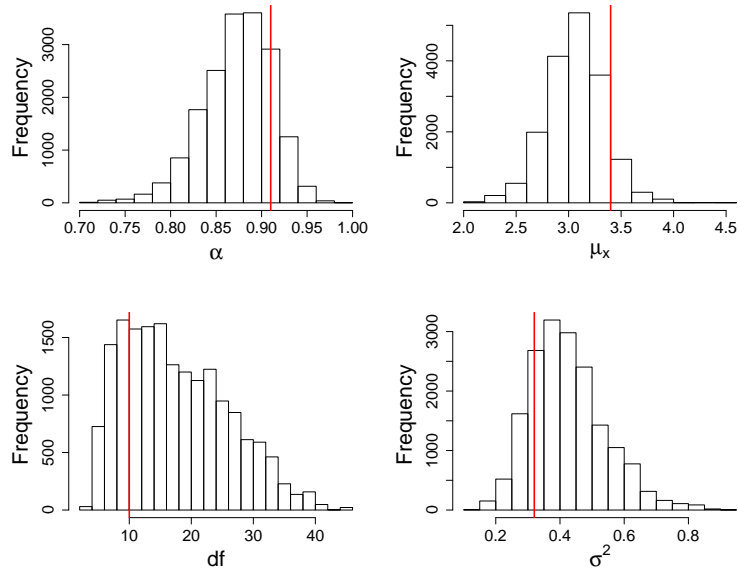 Frequency
0 1000 2000 3000
0.70 0.75 0.80 0.85 0.90 0.95 1.00
α
Frequency
0 2000 4000
2.0 2.5 3.0 3.5 4.0 4.5
μx
Frequency
0 500 1000 1500
10 20 30 40
df
Frequency
0 1000 2000 3000
0.2 0.4 0.6 0.8
σ²